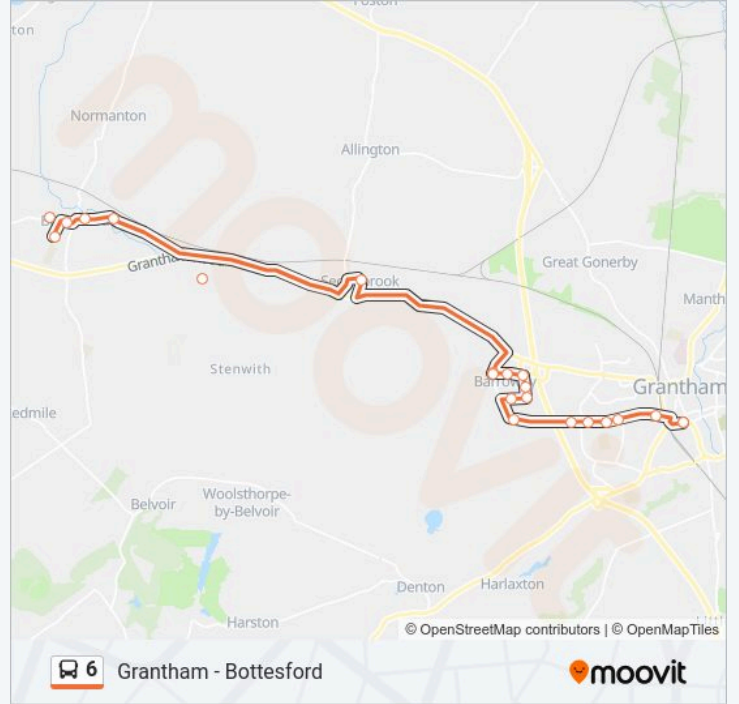 Normanton
Allington
Great Gonerby
Stenwith
Barrowby
Grantham
Belvoir
Woolsthorpe-
by-Belvoir
Denton
Harlaxton
Harston
© OpenStreetMap contributors | © OpenMapTiles
6 Grantham - Bottesford
moovit